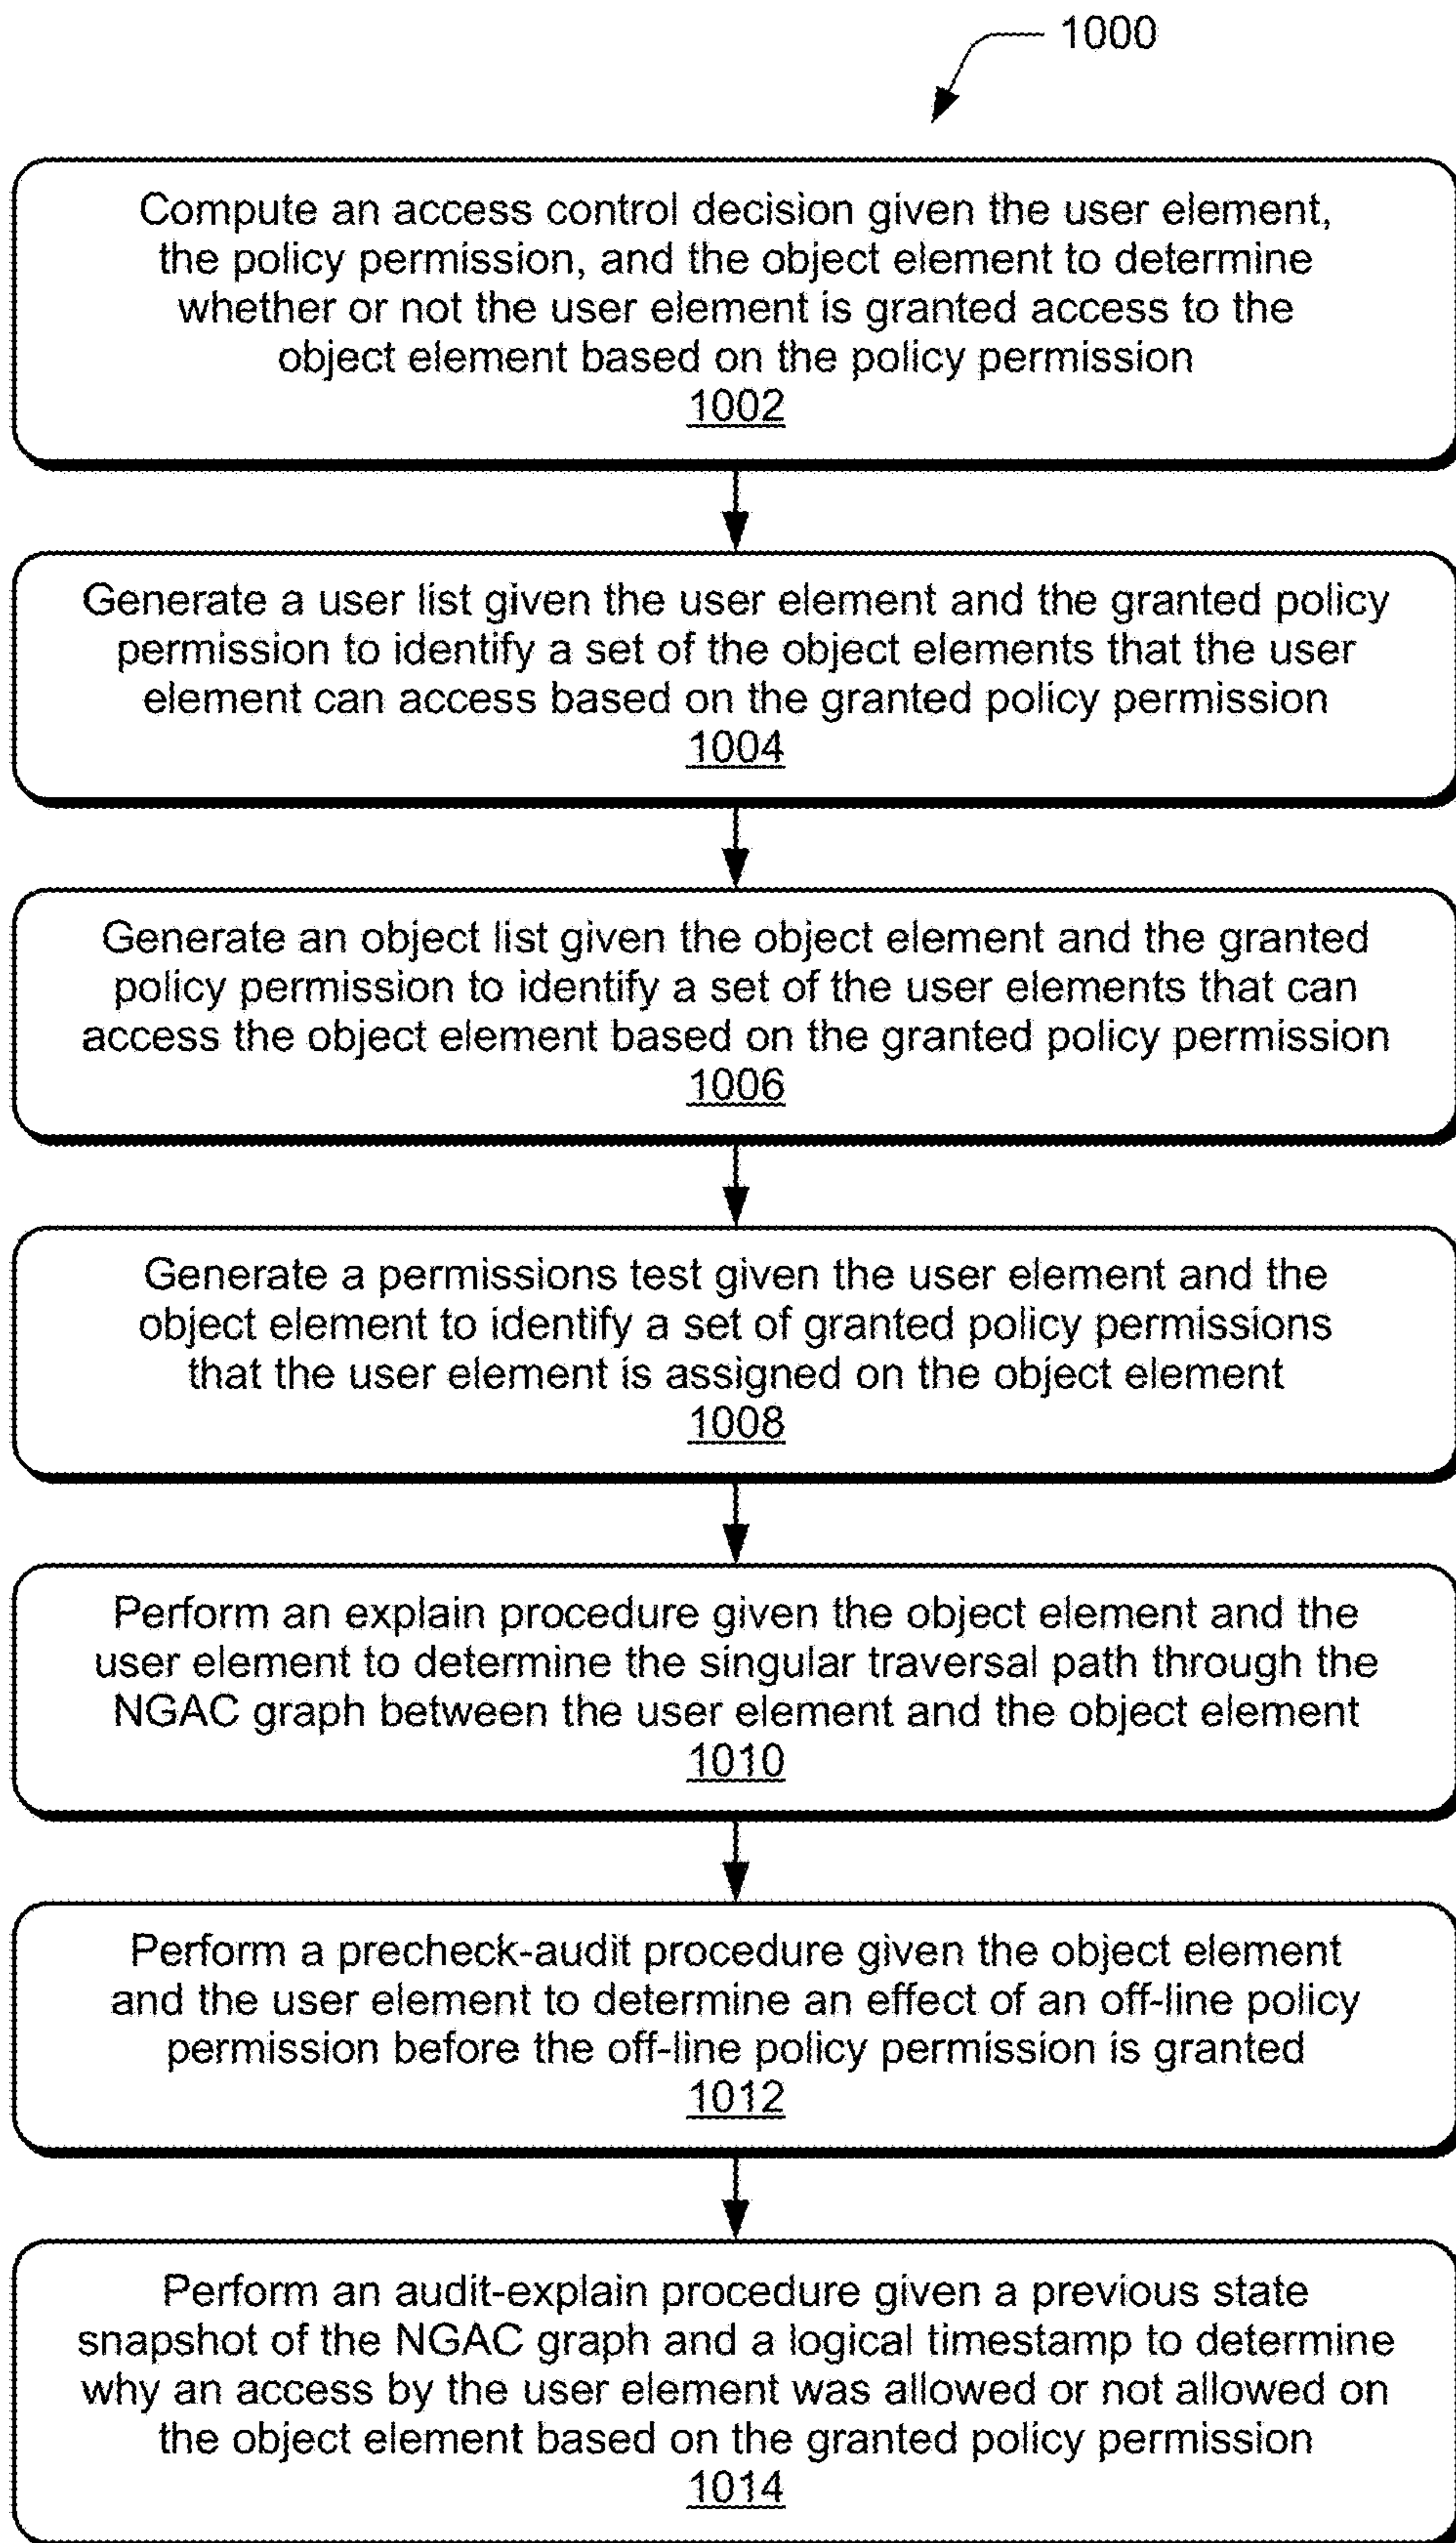 1000
Compute an access control decision given the user element,
the policy permission, and the object element to determine
whether or not the user element is granted access to the
object element based on the policy permission
1002
Generate a user list given the user element and the granted policy
permission to identify a set of the object elements that the user
element can access based on the granted policy permission
1004
Generate an object list given the object element and the granted
policy permission to identify a set of the user elements that can
access the object element based on the granted policy permission
1006
Generate a permissions test given the user element and the
object element to identify a set of granted policy permissions
that the user element is assigned on the object element
1008
Perform an explain procedure given the object element and the
user element to determine the singular traversal path through the
NGAC graph between the user element and the object element
1010
Perform a precheck-audit procedure given the object element
and the user element to determine an effect of an off-line policy
permission before the off-line policy permission is granted
1012
Perform an audit-explain procedure given a previous state
snapshot of the NGAC graph and a logical timestamp to determine
why an access by the user element was allowed or not allowed on
the object element based on the granted policy permission
1014